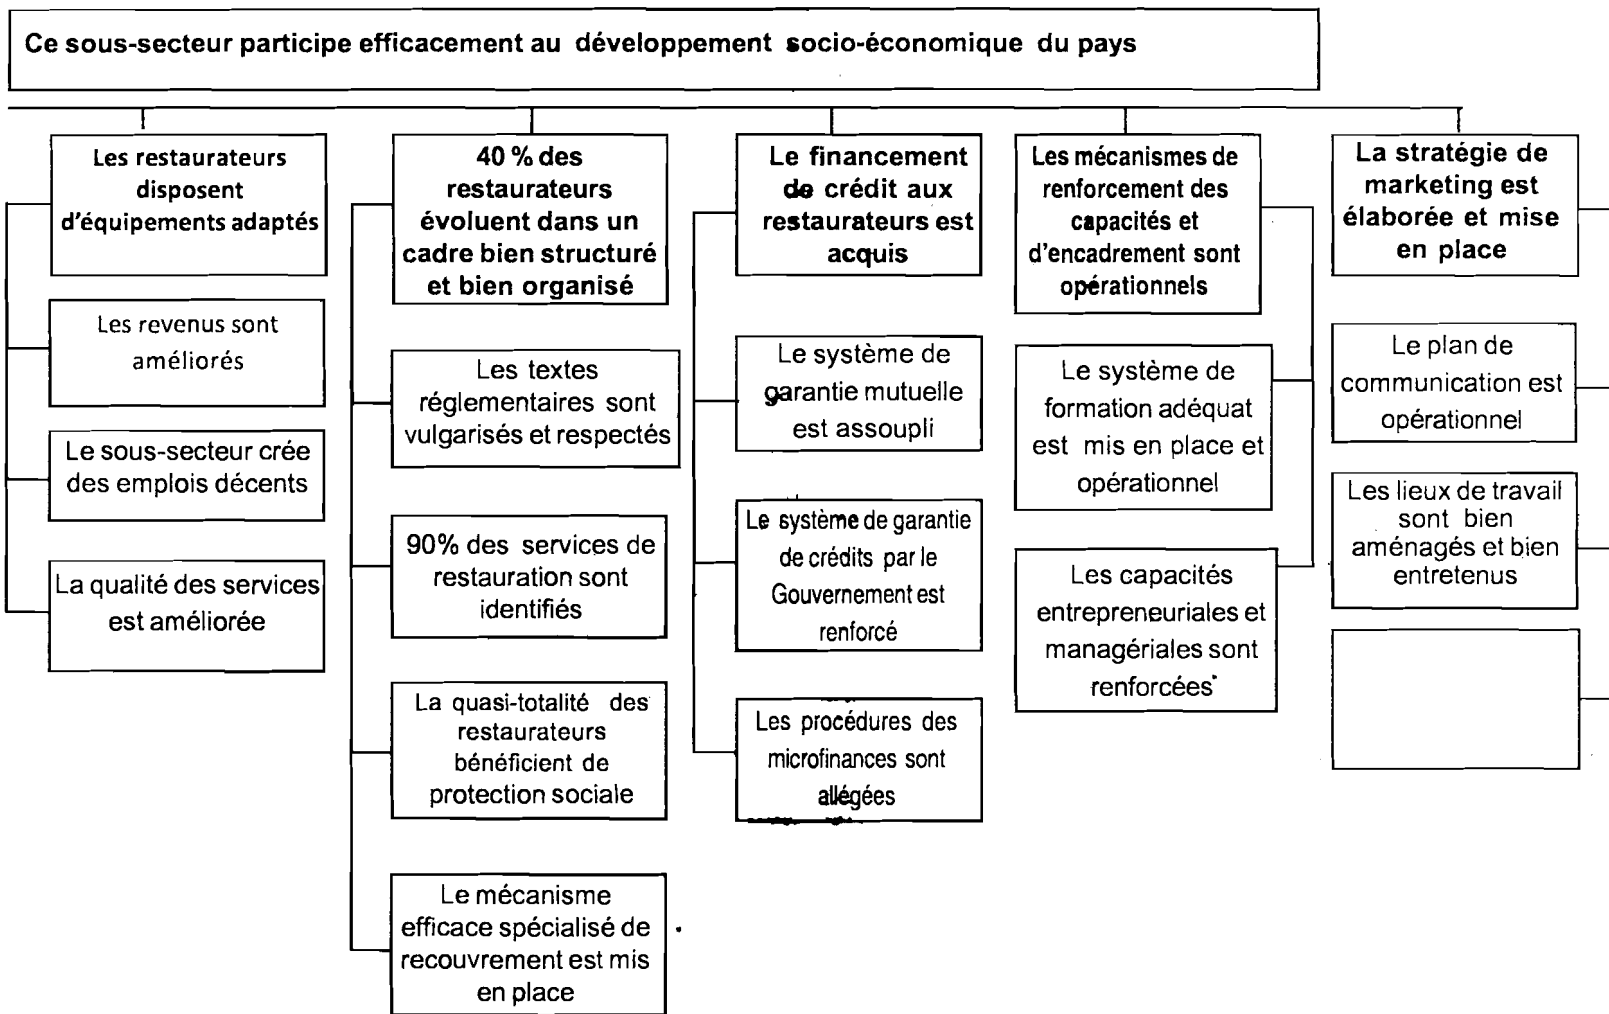 Ce sous-secteur participe efficacement au développement socio-économique du pays
Les restaurateurs
disposent
d'équipements adaptés
Les revenus sont
améliorés
Le sous-secteur crée
des emplois décents
La qualité des services
est améliorée
40 % des
restaurateurs
évoluent dans un
cadre bien structuré
et bien organisé
Les textes
réglementaires sont
vulgarisés et respectés
90% des services de
restauration sont
identifiés
La quasi-totalité des
restaurateurs
bénéficient de
protection sociale
Le mécanisme
efficace spécialisé de
recouvrement est mis
en place
Le financement
de crédit aux
restaurateurs est
acquis
Le système de
garantie mutuelle
est assoupli
Le système de garantie
de crédits par le
Gouvernement est
renforcé
Les procédures des
microfinances sont
allégées
Les mécanismes de
renforcement des
capacités et
d'encadrement sont
opérationnels
Le système de
formation adéquat
est mis en place et
opérationnel
Les capacités
entrepreneuriales et
managériales sont
renforcées
La stratégie de
marketing est
élaborée et mise
en place
Le plan de
communication est
opérationnel
Les lieux de travail
sont bien
aménagés et bien
entretenus